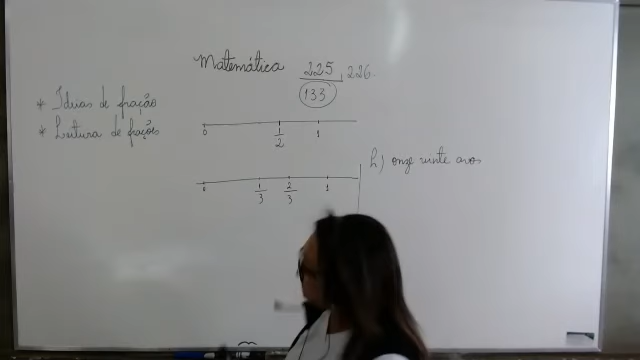 Matemática 225, 226.
133
* Ideias de fração
* Leitura de frações
0 1/2 1
h) onze vinte avos
0 1/3 2/3 1